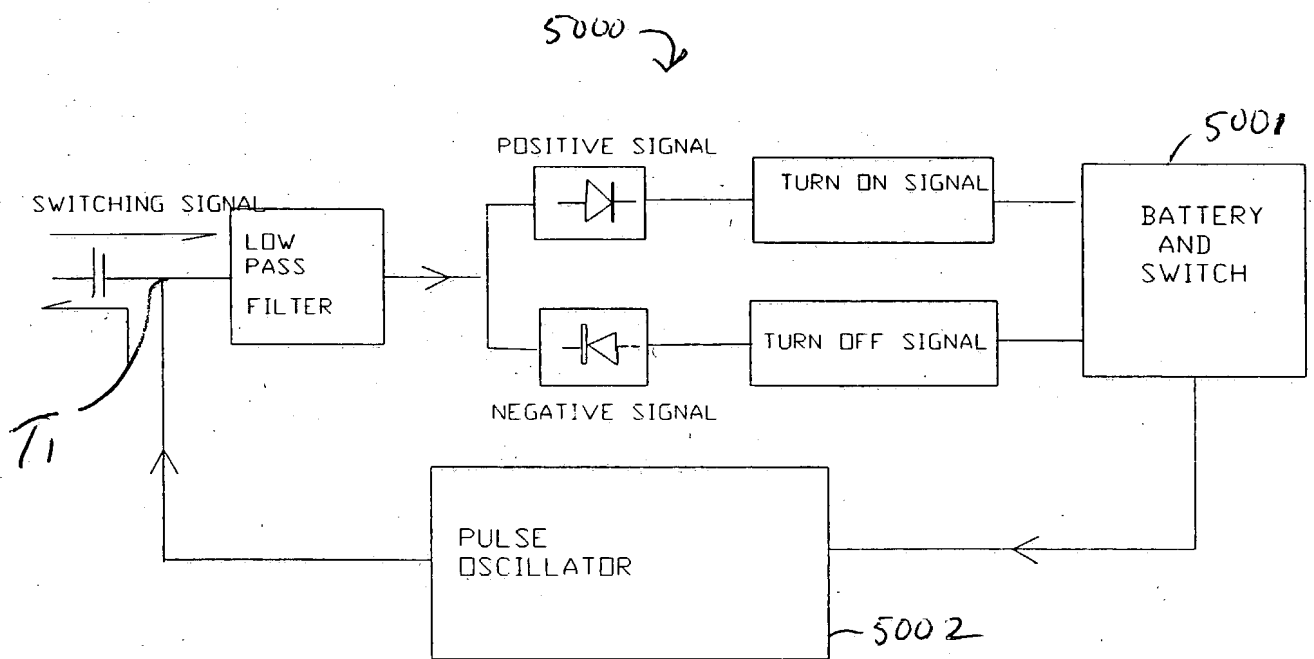 5000
5001
POSITIVE SIGNAL
TURN ON SIGNAL
BATTERY
AND
SWITCH
SWITCHING SIGNAL
LOW
PASS
FILTER
TURN OFF SIGNAL
NEGATIVE SIGNAL
T1
PULSE
OSCILLATOR
5002